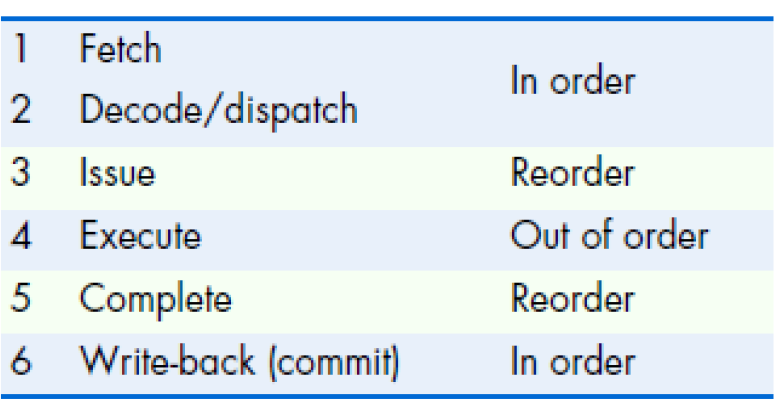 1 Fetch
In order
2 Decode/dispatch
3 Issue Reorder
4 Execute Out of order
5 Complete Reorder
6 Write-back (commit) In order